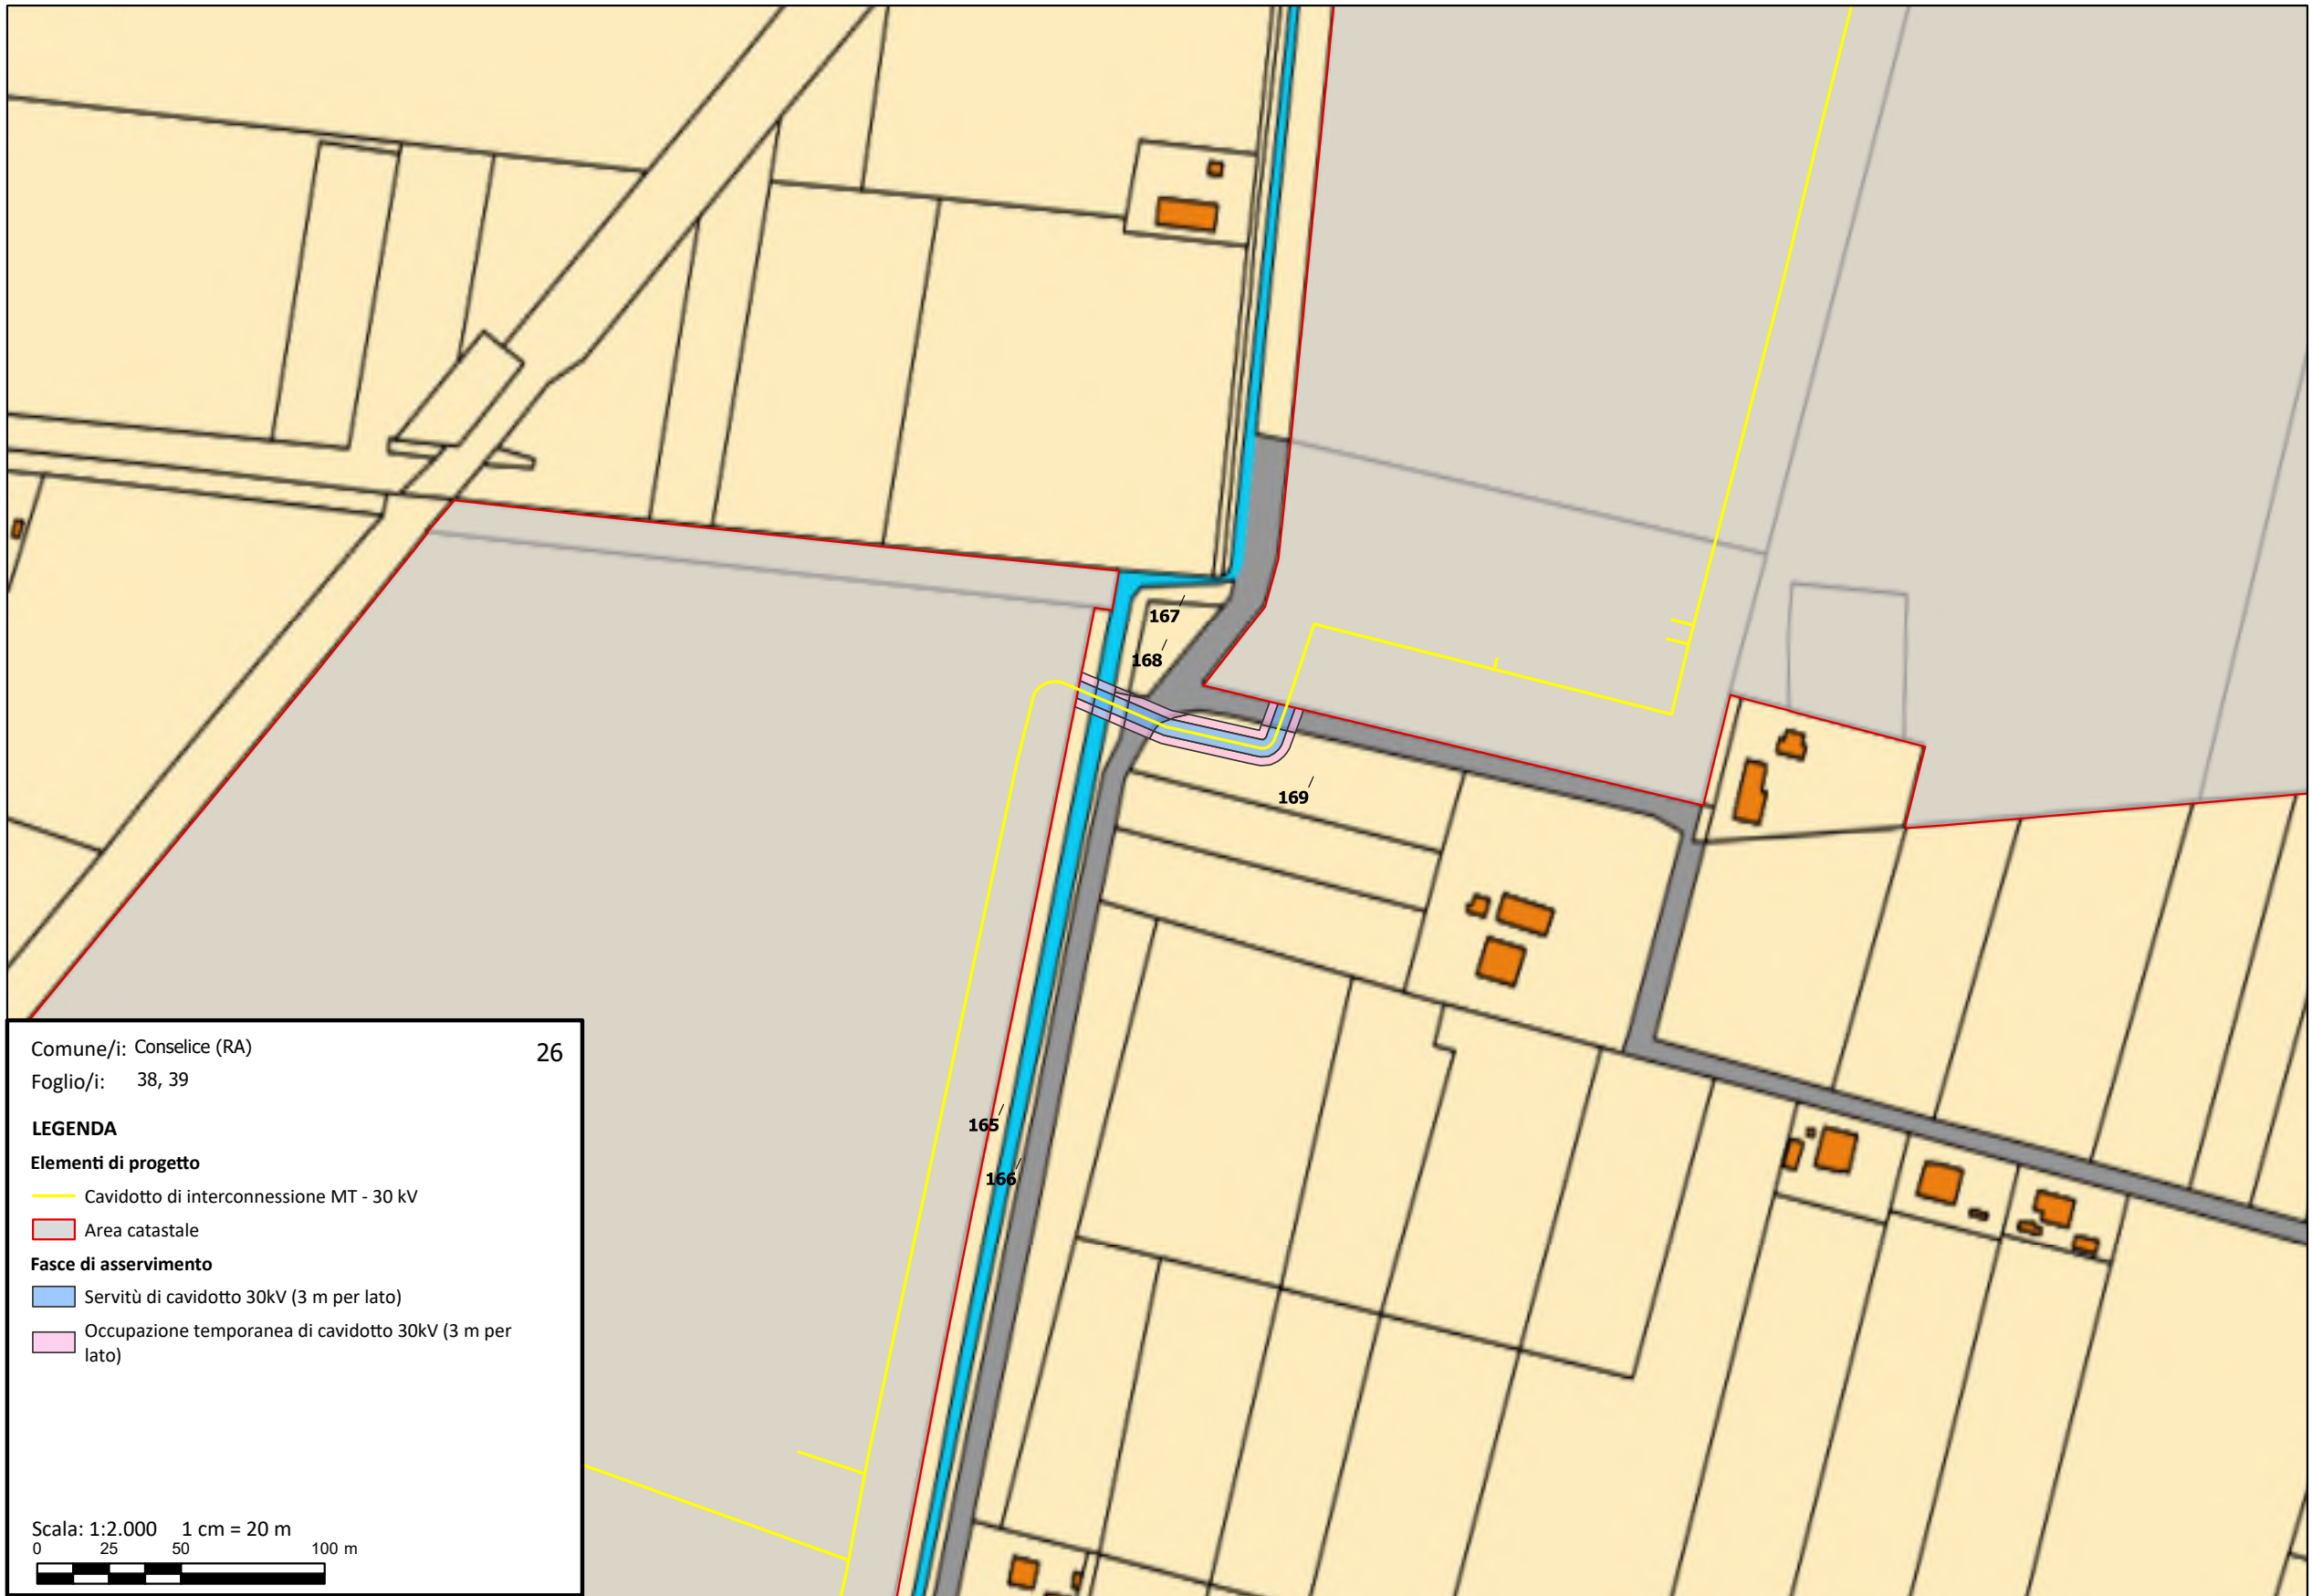 167
168
169
165
166
Comune/i: Conselice (RA)
26
Foglio/i: 38, 39
LEGENDA
Elementi di progetto
Cavidotto di interconnessione MT - 30 kV
Area catastale
Fasce di asservimento
Servitù di cavidotto 30kV (3 m per lato)
Occupazione temporanea di cavidotto 30kV (3 m per
lato)
Scala: 1:2.000 1 cm = 20 m
0 25 50 100 m